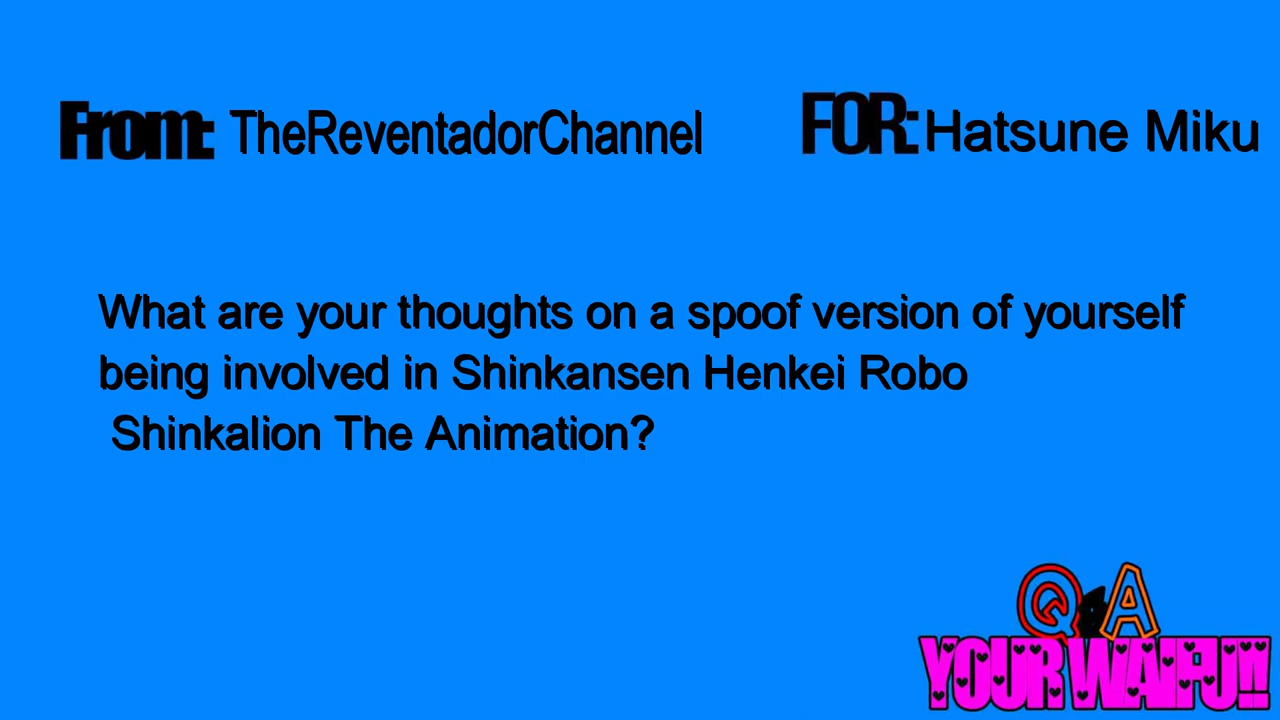 From: TheReventadorChannel
FOR: Hatsune Miku
What are your thoughts on a spoof version of yourself
being involved in Shinkansen Henkei Robo
Shinkalion The Animation?
Q&A
YOUR WAIFU!!